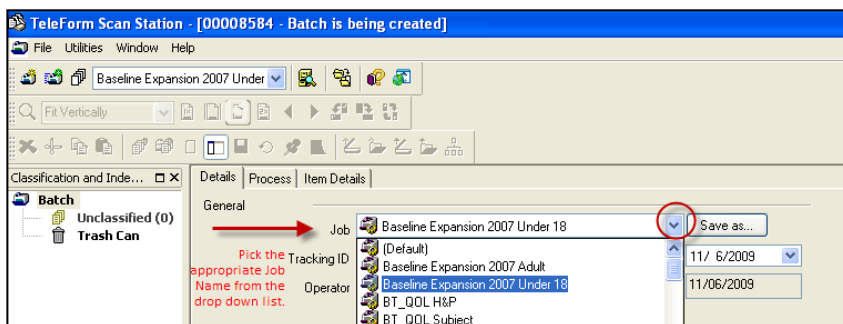 TeleForm Scan Station - [00008584 - Batch is being created]
File Utilities Window Help
Baseline Expansion 2007 Under
Fit Vertically
Classification and Inde...
Batch
Unclassified (0)
Trash Can
Details Process Item Details
General
Job Baseline Expansion 2007 Under 18 Save as...
Pick the appropriate Job Name from the drop down list.
Tracking ID
Operator
(Default)
Baseline Expansion 2007 Adult
Baseline Expansion 2007 Under 18
BT_QOL H&P
BT_QOL Subject
11/ 6/2009
11/06/2009